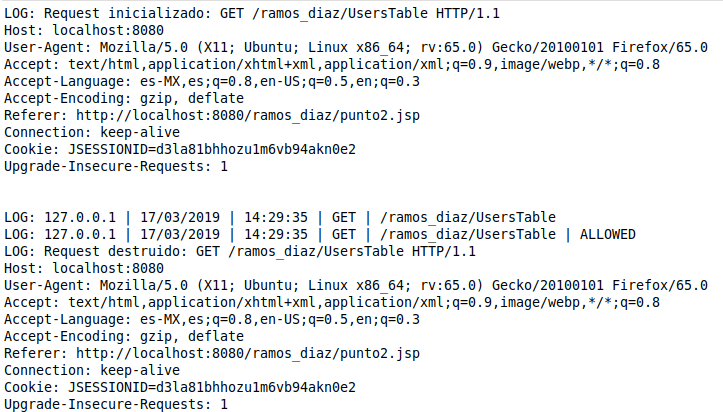 LOG: Request inicializado: GET /ramos_diaz/UsersTable HTTP/1.1
Host: localhost:8080
User-Agent: Mozilla/5.0 (X11; Ubuntu; Linux x86_64; rv:65.0) Gecko/20100101 Firefox/65.0
Accept: text/html,application/xhtml+xml,application/xml;q=0.9,image/webp,*/*;q=0.8
Accept-Language: es-MX,es;q=0.8,en-US;q=0.5,en;q=0.3
Accept-Encoding: gzip, deflate
Referer: http://localhost:8080/ramos_diaz/punto2.jsp
Connection: keep-alive
Cookie: JSESSIONID=d3la81bhhozu1m6vb94akn0e2
Upgrade-Insecure-Requests: 1
LOG: 127.0.0.1 | 17/03/2019 | 14:29:35 | GET | /ramos_diaz/UsersTable
LOG: 127.0.0.1 | 17/03/2019 | 14:29:35 | GET | /ramos_diaz/UsersTable | ALLOWED
LOG: Request destruido: GET /ramos_diaz/UsersTable HTTP/1.1
Host: localhost:8080
User-Agent: Mozilla/5.0 (X11; Ubuntu; Linux x86_64; rv:65.0) Gecko/20100101 Firefox/65.0
Accept: text/html,application/xhtml+xml,application/xml;q=0.9,image/webp,*/*;q=0.8
Accept-Language: es-MX,es;q=0.8,en-US;q=0.5,en;q=0.3
Accept-Encoding: gzip, deflate
Referer: http://localhost:8080/ramos_diaz/punto2.jsp
Connection: keep-alive
Cookie: JSESSIONID=d3la81bhhozu1m6vb94akn0e2
Upgrade-Insecure-Requests: 1